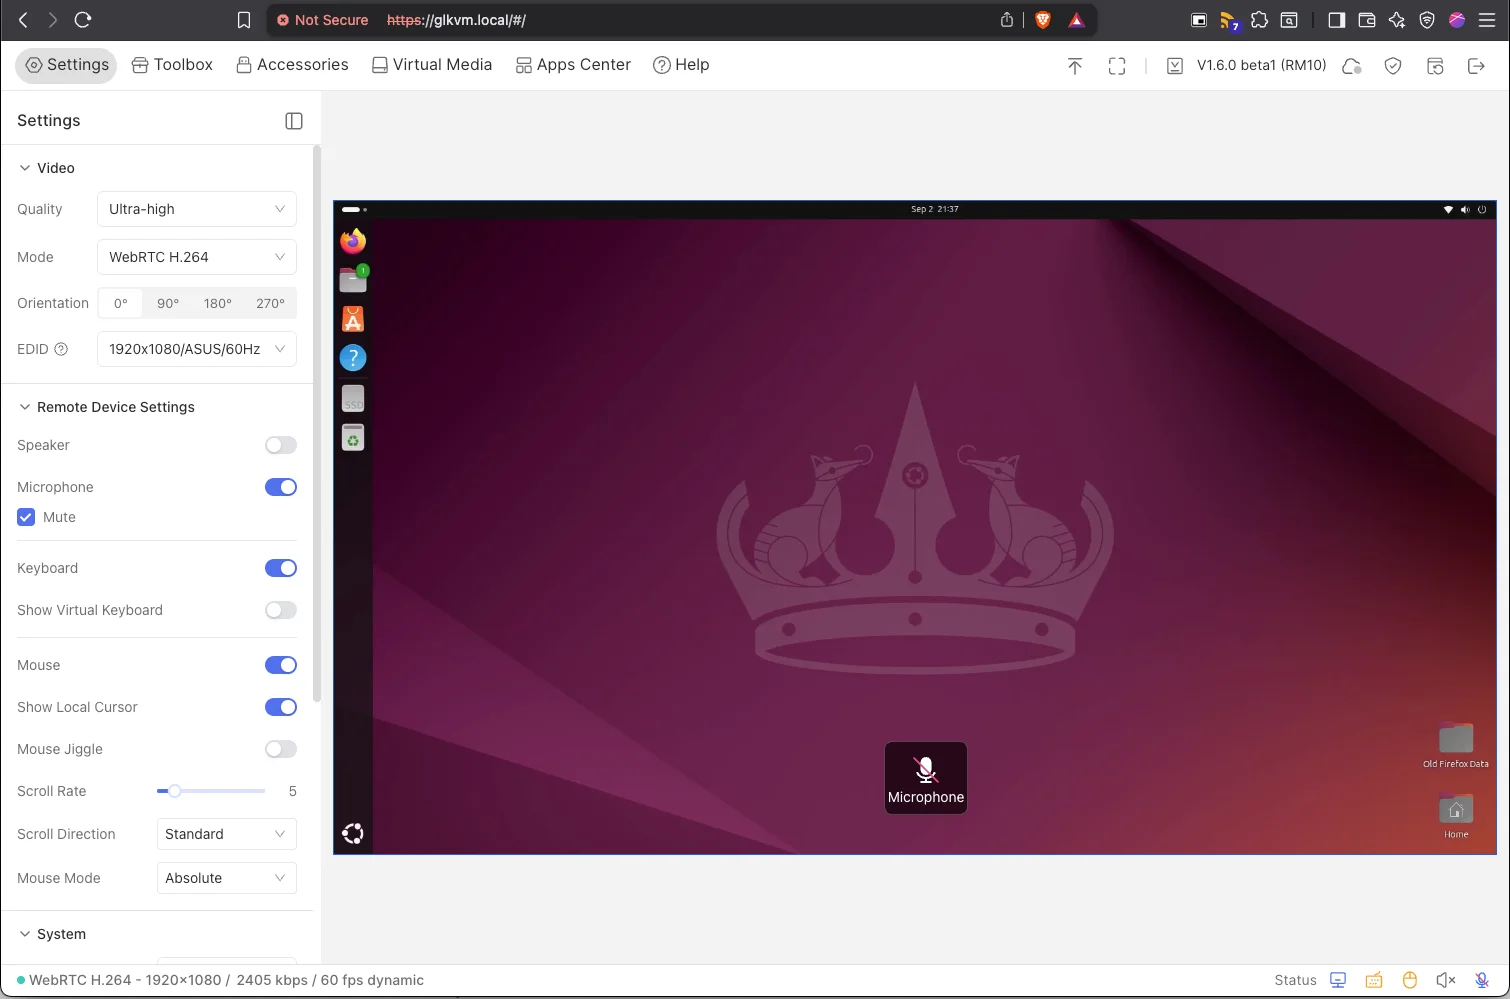 Not Secure https://glkvm.local/#/
7
Settings Toolbox Accessories Virtual Media Apps Center Help V1.6.0 beta1 (RM10)
Settings
Video
Quality Ultra-high
Mode WebRTC H.264
Orientation 0° 90° 180° 270°
EDID 1920x1080/ASUS/60Hz
Remote Device Settings
Speaker
Microphone
Mute
Keyboard
Show Virtual Keyboard
Mouse
Show Local Cursor
Mouse Jiggle
Scroll Rate 5
Scroll Direction Standard
Mouse Mode Absolute
System
Sep 2 21:37
1
SSD
Microphone
Old Firefox Data
Home
WebRTC H.264 - 1920×1080 / 2405 kbps / 60 fps dynamic
Status